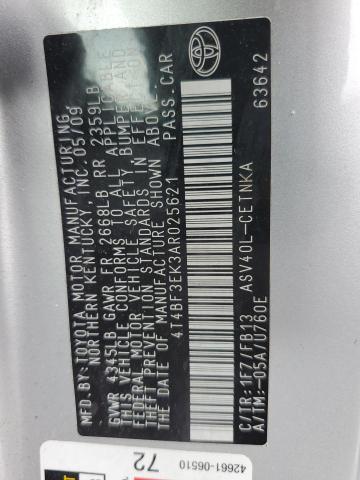 MFD.BY: TOYOTA MOTOR MANUFACTURING,
NORTHERN KENTUCKY, INC. 05/09
GVWR 4345LB GAWR FR 2668LB RR 2359LB
THIS VEHICLE CONFORMS TO ALL APPLICABLE
FEDERAL MOTOR VEHICLE SAFETY, BUMPER, AND
THEFT PREVENTION STANDARDS IN EFFECT ON
THE DATE OF MANUFACTURE SHOWN ABOVE.
4T4BF3EK3AR025621 PASS.CAR
C/TR:1F7/FB13 ASV40L-CETNKA
A/TM:-05A/U760E 63642
42661-06510
72